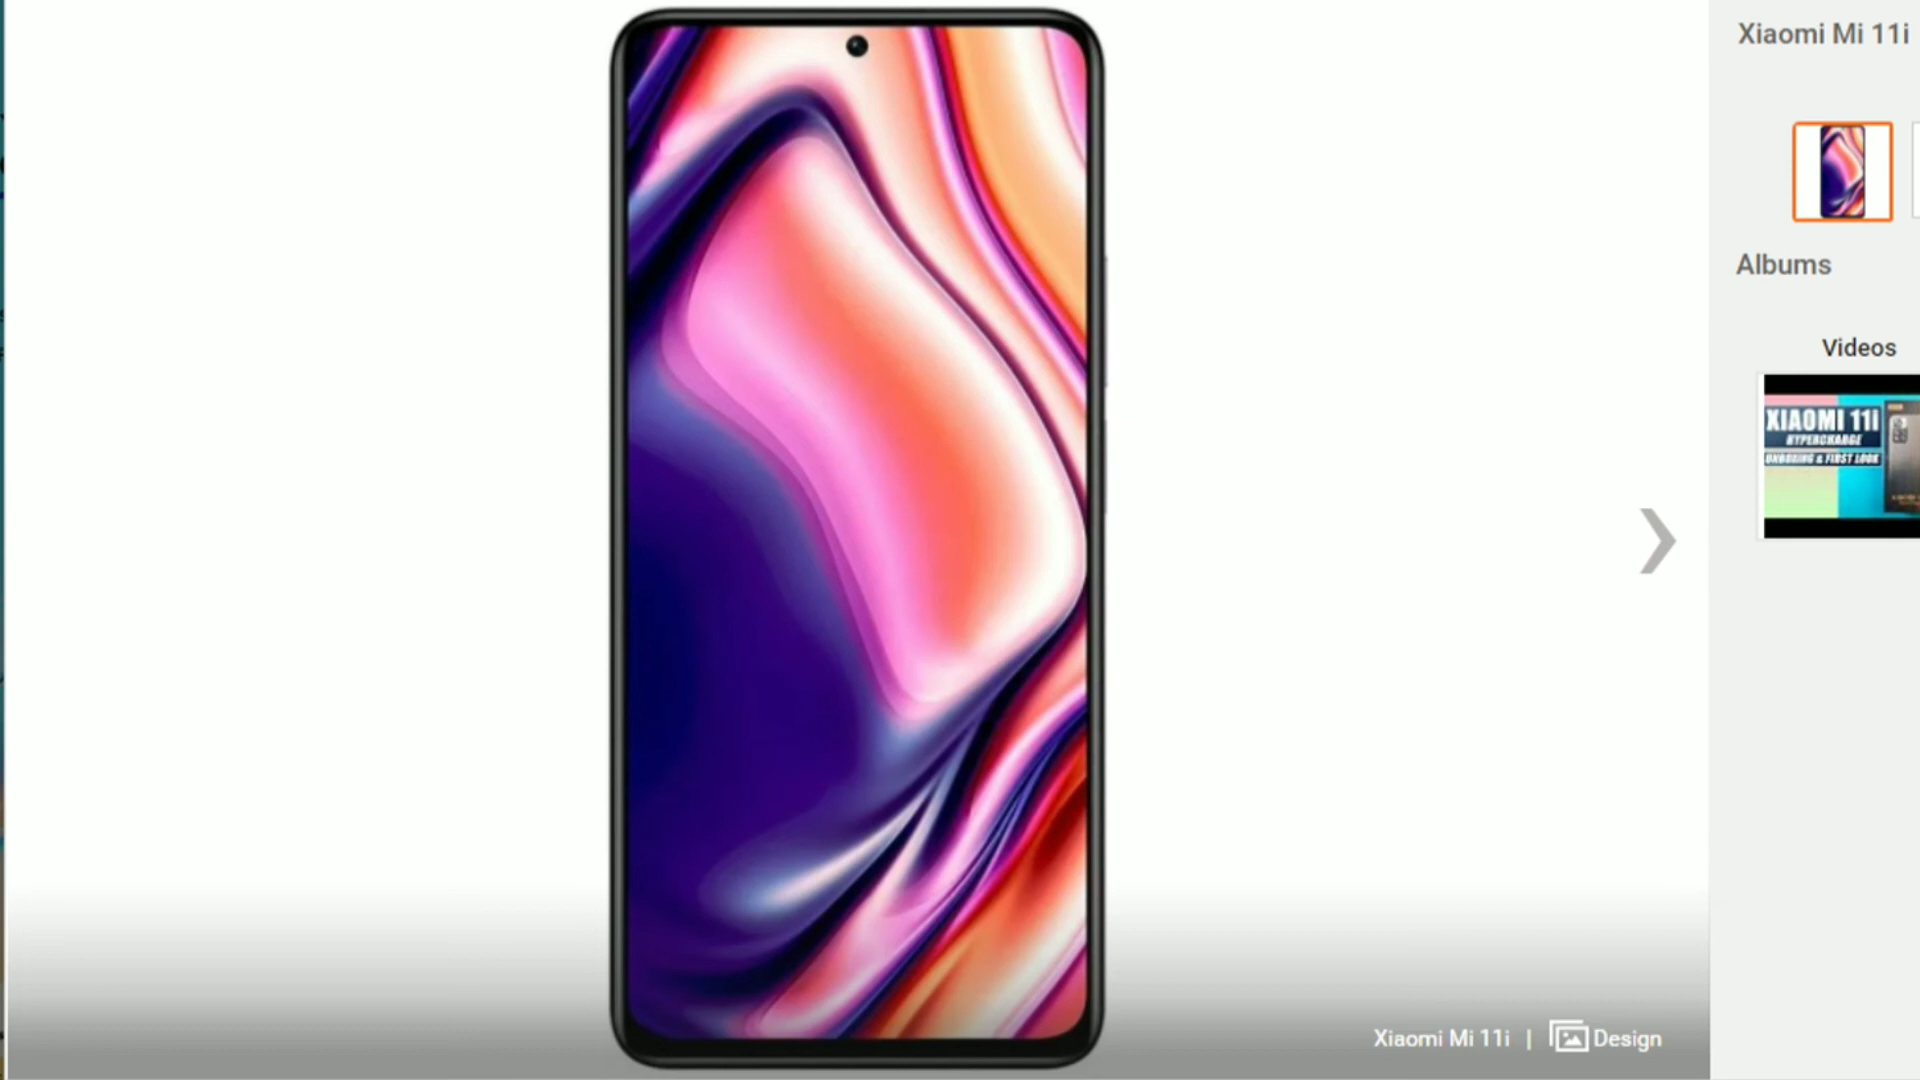 Xiaomi Mi 11i
Albums
Videos
XIAOMI 11I
HYPERCHARGE
UNBOXING & FIRST LOOK
Xiaomi Mi 11i | Design